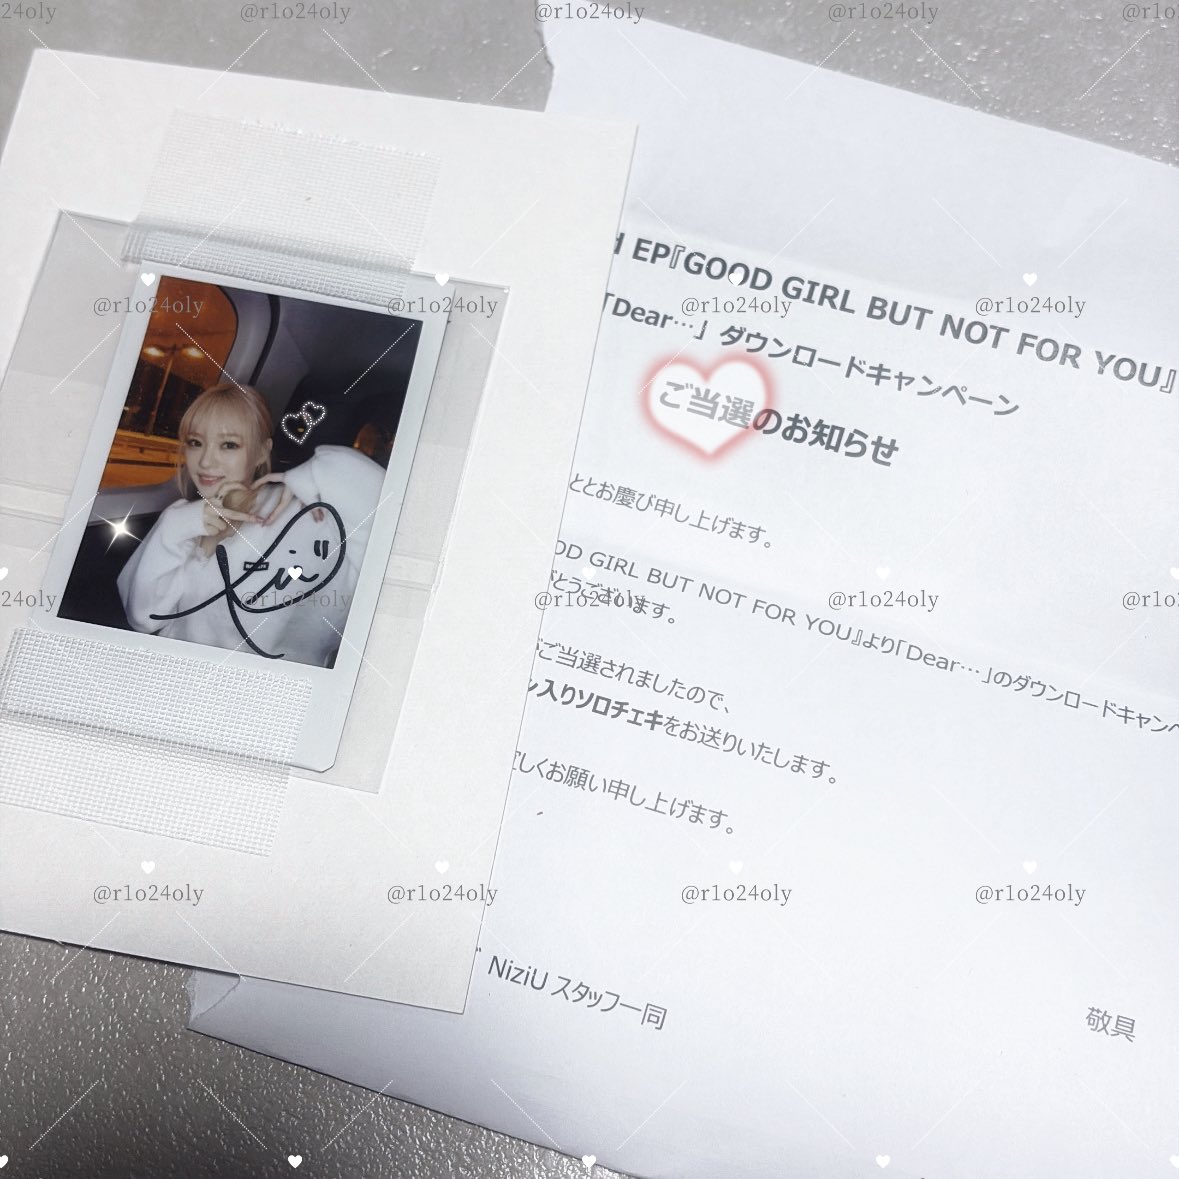 d EP『GOOD GIRL BUT NOT FOR YOU』
「Dear…」ダウンロードキャンペーン
ご当選のお知らせ
ととお慶び申し上げます。
OD GIRL BUT NOT FOR YOU』より「Dear…」のダウンロードキャンペ
がとうございます。
ご当選されましたので、
ン入りソロチェキをお送りいたします。
しくお願い申し上げます。
NiziU スタッフ一同
敬具
@r1o24oly